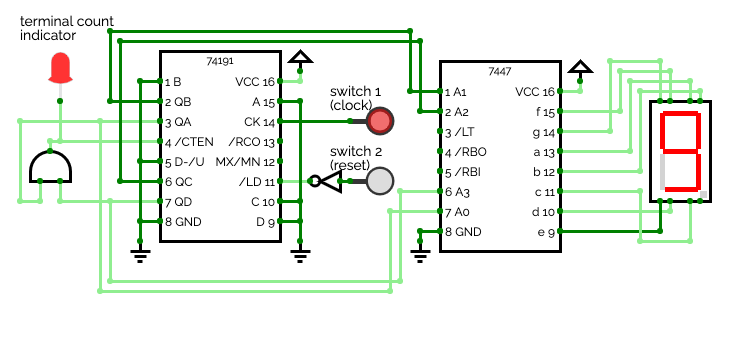 terminal count
indicator
74191
1 B
2 QB
3 QA
4 /CTEN
5 D-/U
6 QC
7 QD
8 GND
VCC 16
A 15
CK 14
/RCO 13
MX/MN 12
/LD 11
C 10
D 9
switch 1
(clock)
switch 2
(reset)
7447
1 A1
2 A2
3 /LT
4 /RBO
5 /RBI
6 A3
7 A0
8 GND
VCC 16
f 15
g 14
a 13
b 12
c 11
d 10
e 9